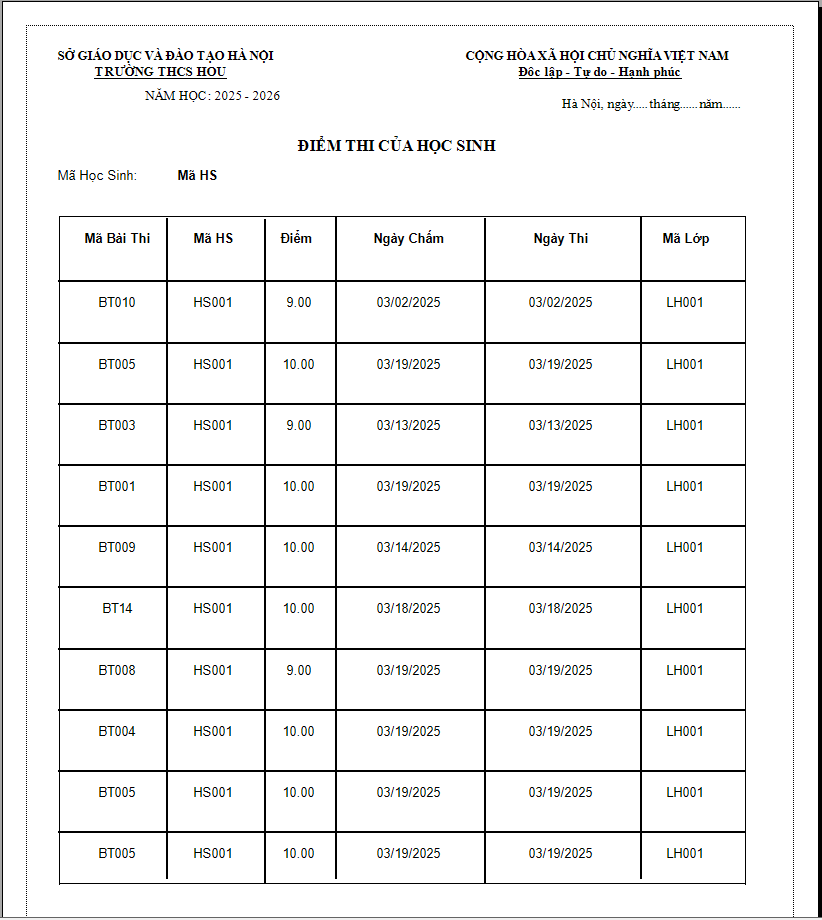 SỞ GIÁO DỤC VÀ ĐÀO TẠO HÀ NỘI
TRƯỜNG THCS HOU
NĂM HỌC: 2025 - 2026
CỘNG HÒA XÃ HỘI CHỦ NGHĨA VIỆT NAM
Độc lập - Tự do - Hạnh phúc
Hà Nội, ngày.....tháng......năm......
ĐIỂM THI CỦA HỌC SINH
Mã Học Sinh: Mã HS
Mã Bài Thi Mã HS Điểm Ngày Chấm Ngày Thi Mã Lớp
BT010 HS001 9.00 03/02/2025 03/02/2025 LH001
BT005 HS001 10.00 03/19/2025 03/19/2025 LH001
BT003 HS001 9.00 03/13/2025 03/13/2025 LH001
BT001 HS001 10.00 03/19/2025 03/19/2025 LH001
BT009 HS001 10.00 03/14/2025 03/14/2025 LH001
BT14 HS001 10.00 03/18/2025 03/18/2025 LH001
BT008 HS001 9.00 03/19/2025 03/19/2025 LH001
BT004 HS001 10.00 03/19/2025 03/19/2025 LH001
BT005 HS001 10.00 03/19/2025 03/19/2025 LH001
BT005 HS001 10.00 03/19/2025 03/19/2025 LH001